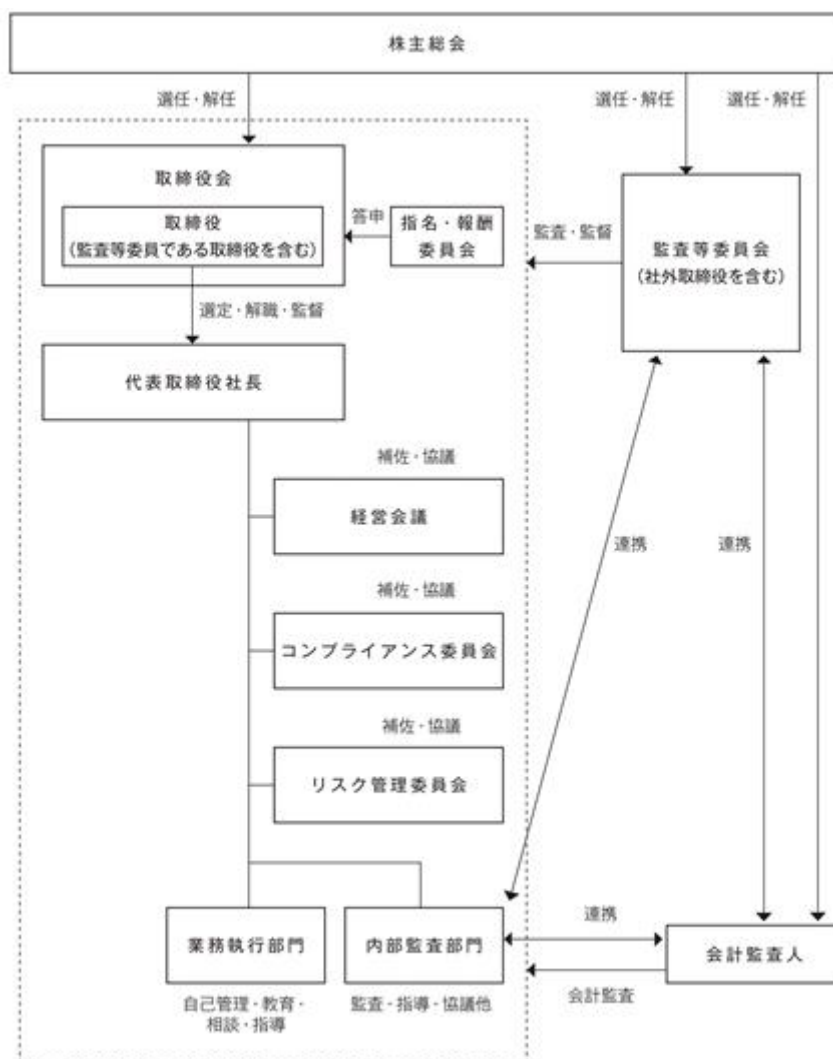 株主総会
選任・解任
選任・解任
選任・解任
取締役会
取締役
（監査等委員である取締役を含む）
答申
指名・報酬
委員会
監査・監督
監査等委員会
（社外取締役を含む）
選定・解職・監督
代表取締役社長
補佐・協議
経営会議
連携
連携
補佐・協議
コンプライアンス委員会
補佐・協議
リスク管理委員会
業務執行部門
内部監査部門
連携
会計監査人
会計監査
自己管理・教育・
相談・指導
監査・指導・協議他